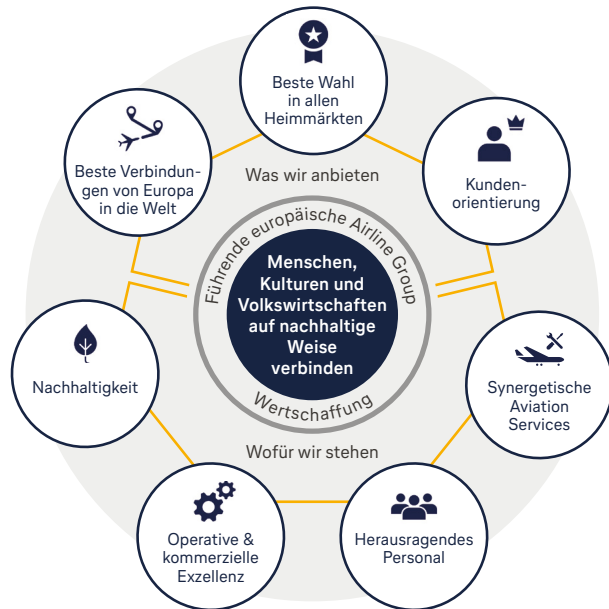 Beste Wahl
in allen
Heimmärkten
Beste Verbindun-
gen von Europa
in die Welt
Kunden-
orientierung
Was wir anbieten
Führende europäische Airline Group
Menschen,
Kulturen und
Volkswirtschaften
auf nachhaltige
Weise
verbinden
Wertschaffung
Nachhaltigkeit
Synergetische
Aviation
Services
Wofür wir stehen
Operative &
kommerzielle
Exzellenz
Herausragendes
Personal